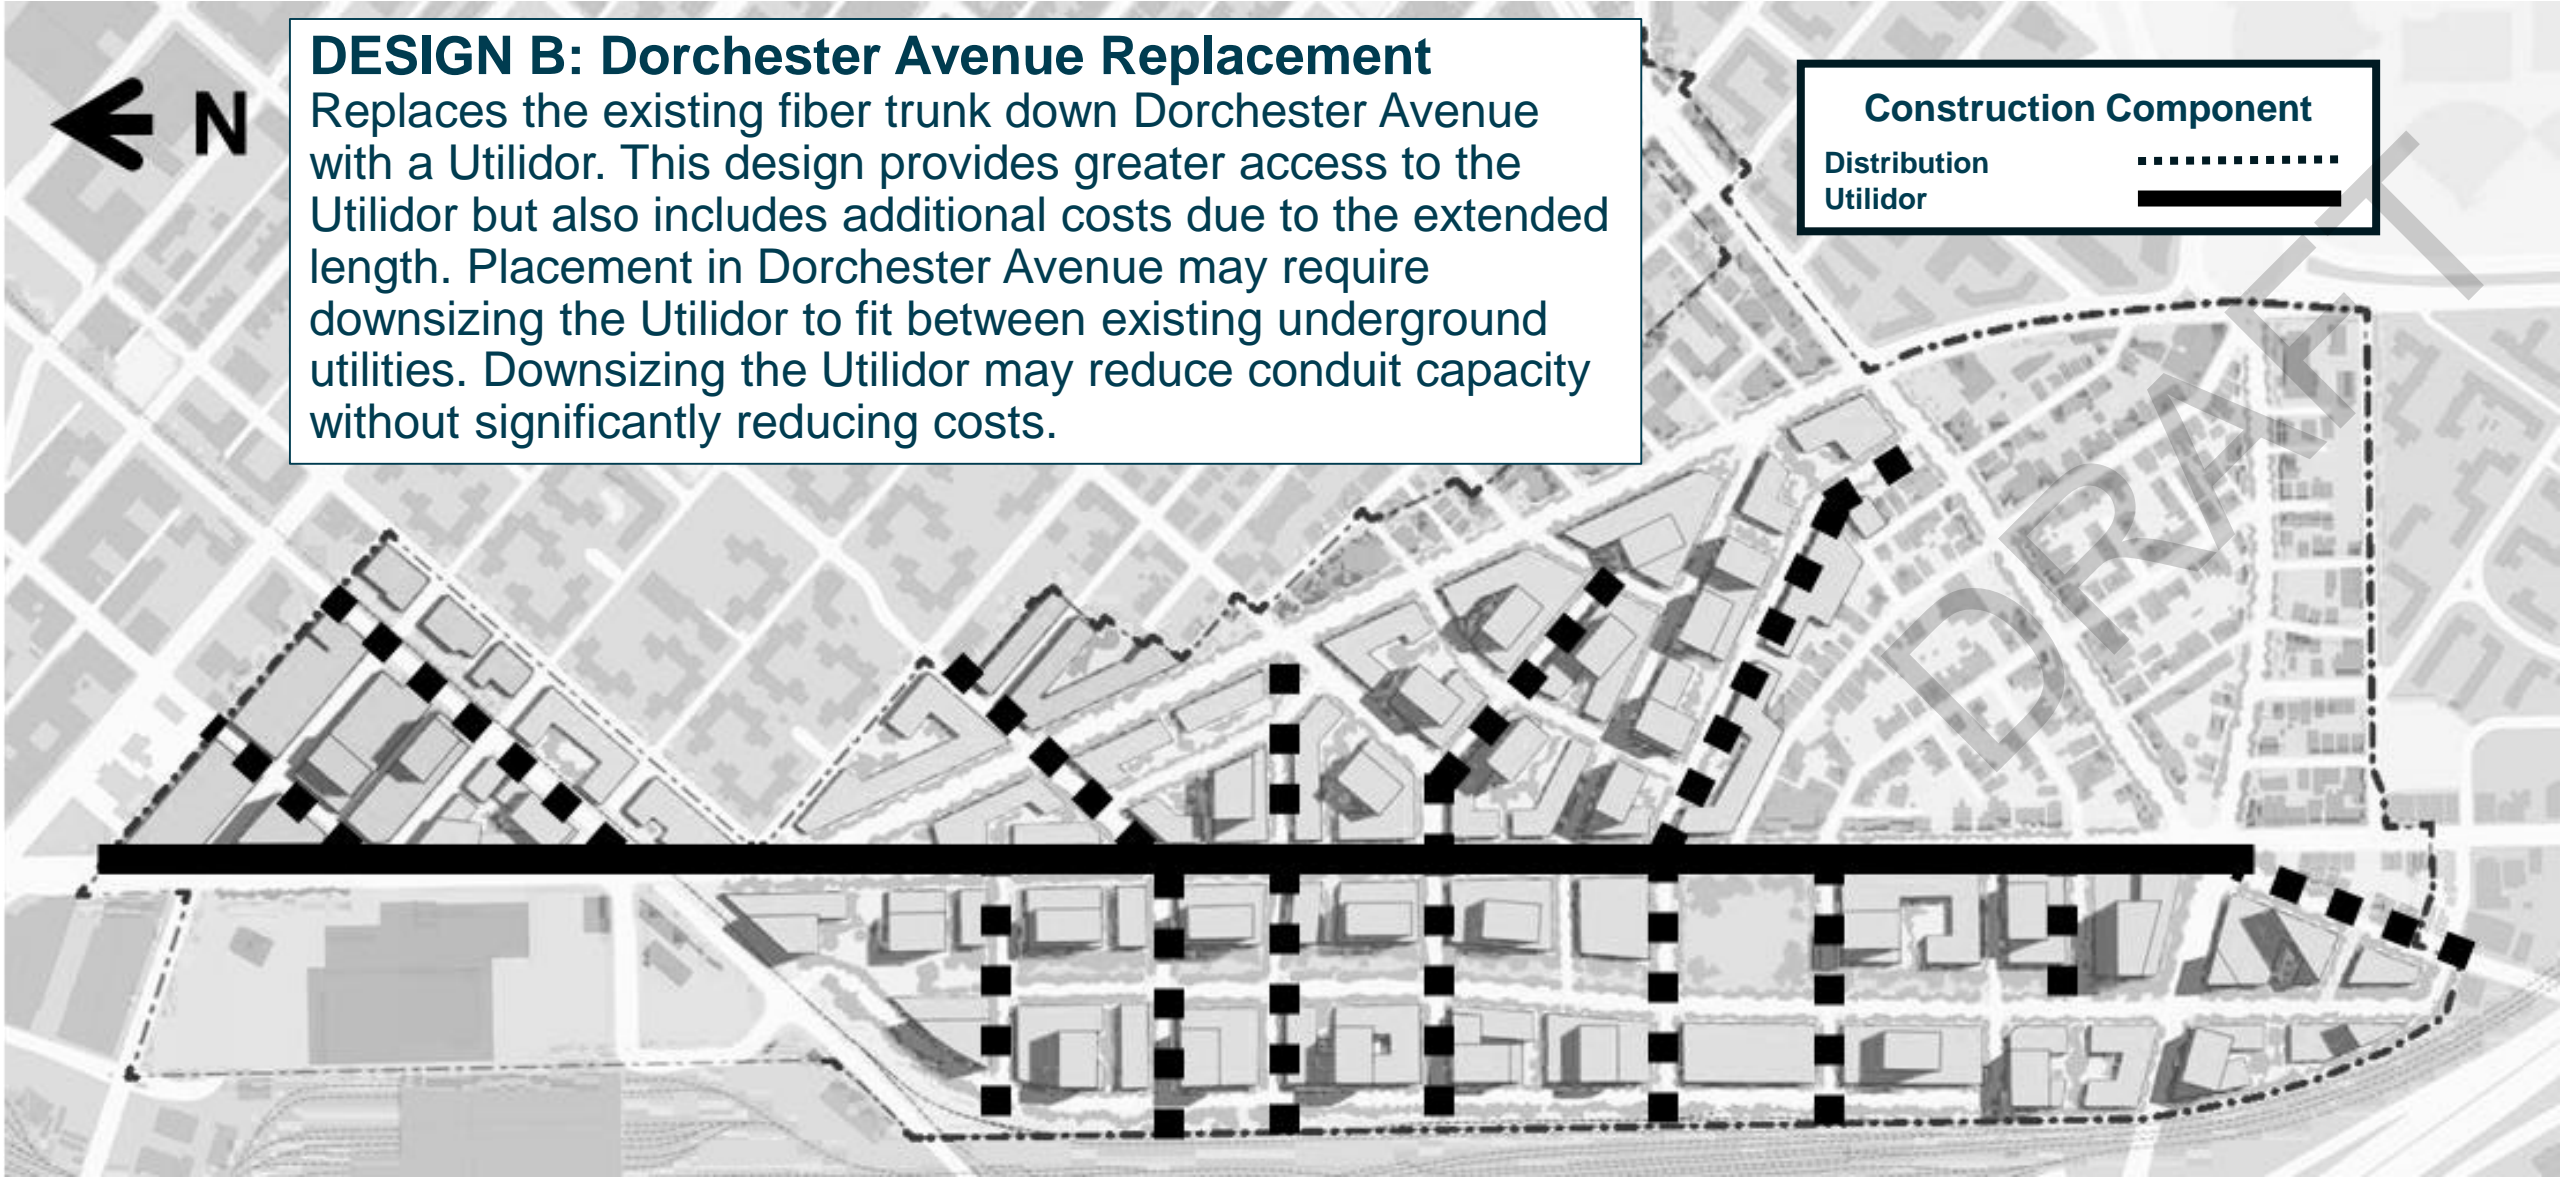 DESIGN B: Dorchester Avenue Replacement
Replaces the existing fiber trunk down Dorchester Avenue
with a Utilidor. This design provides greater access to the
Utilidor but also includes additional costs due to the extended
length. Placement in Dorchester Avenue may require
downsizing the Utilidor to fit between existing underground
utilities. Downsizing the Utilidor may reduce conduit capacity
without significantly reducing costs.
N
Construction Component
Distribution
Utilidor
DRAFT